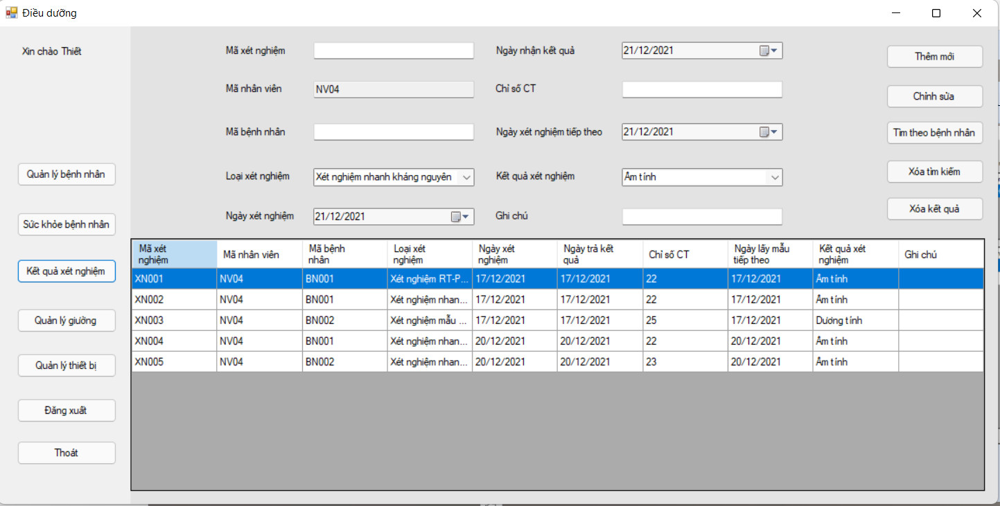 Điều dưỡng
Xin chào Thiết
Quản lý bệnh nhân
Sức khỏe bệnh nhân
Kết quả xét nghiệm
Quản lý giường
Quản lý thiết bị
Đăng xuất
Thoát
Mã xét nghiệm
Ngày nhận kết quả 21/12/2021
Mã nhân viên NV04
Chỉ số CT
Mã bệnh nhân
Ngày xét nghiệm tiếp theo 21/12/2021
Loại xét nghiệm Xét nghiệm nhanh kháng nguyên
Kết quả xét nghiệm Âm tính
Ngày xét nghiệm 21/12/2021
Ghi chú
Thêm mới
Chỉnh sửa
Tìm theo bệnh nhân
Xóa tìm kiếm
Xóa kết quả
Mã xét nghiệm Mã nhân viên Mã bệnh nhân Loại xét nghiệm Ngày xét nghiệm Ngày trả kết quả Chỉ số CT Ngày lấy mẫu tiếp theo Kết quả xét nghiệm Ghi chú
XN001 NV04 BN001 Xét nghiệm RT-P... 17/12/2021 17/12/2021 22 17/12/2021 Âm tính
XN002 NV04 BN001 Xét nghiệm nhan... 17/12/2021 17/12/2021 22 17/12/2021 Âm tính
XN003 NV04 BN002 Xét nghiệm mẫu ... 17/12/2021 17/12/2021 25 17/12/2021 Dương tính
XN004 NV04 BN001 Xét nghiệm nhan... 20/12/2021 20/12/2021 22 20/12/2021 Âm tính
XN005 NV04 BN002 Xét nghiệm nhan... 20/12/2021 20/12/2021 23 20/12/2021 Âm tính